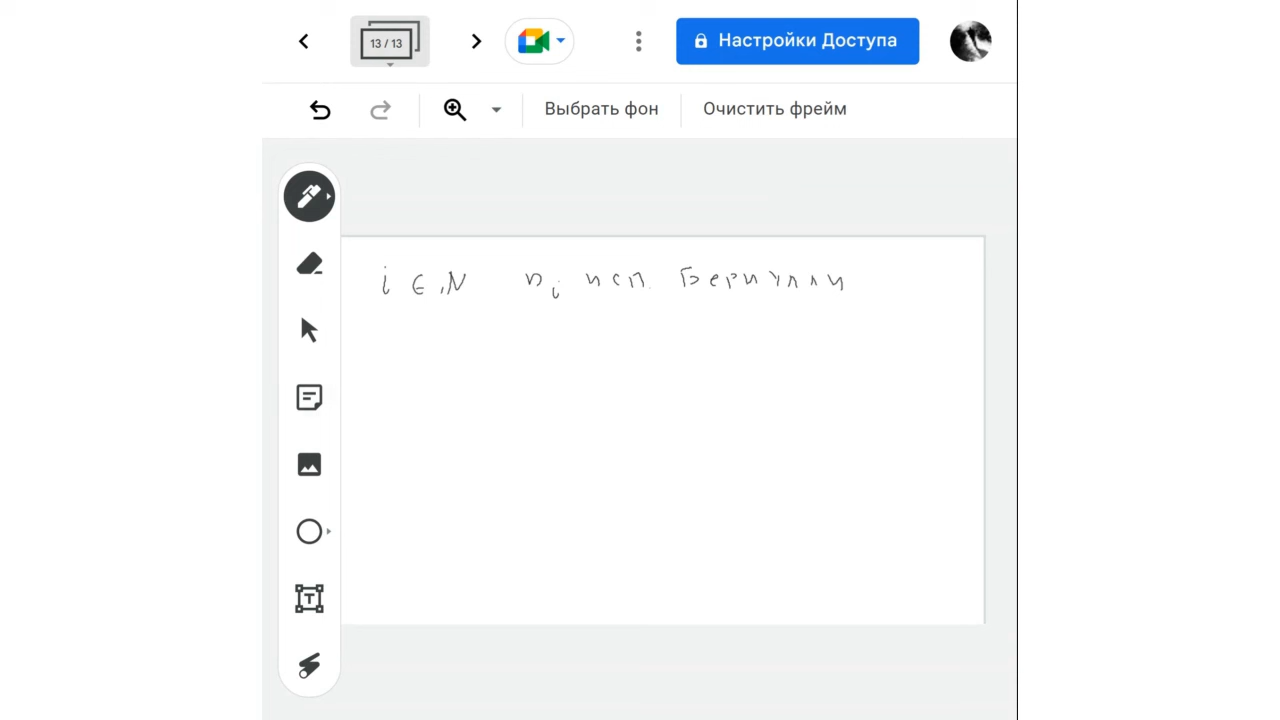 13 / 13
Настройки Доступа
Выбрать фон
Очистить фрейм
i ∈ N n_i исп. Бернулли
T